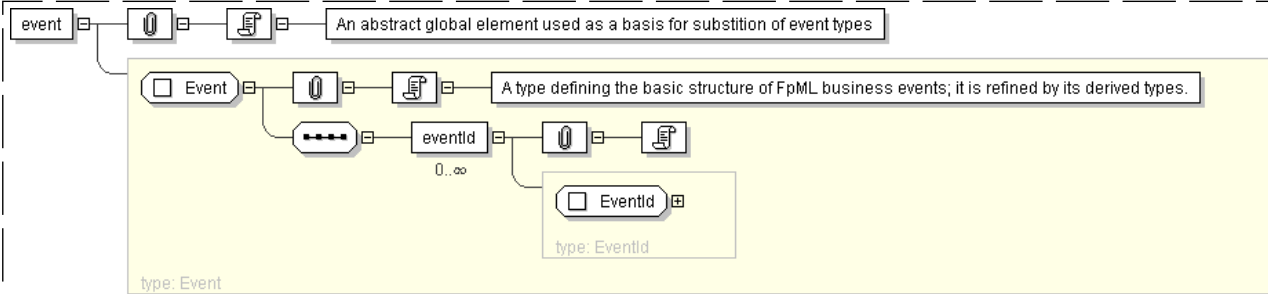 event An abstract global element used as a basis for substition of event types
Event A type defining the basic structure of FpML business events; it is refined by its derived types.
eventId
0..∞
EventId
type: EventId
type: Event